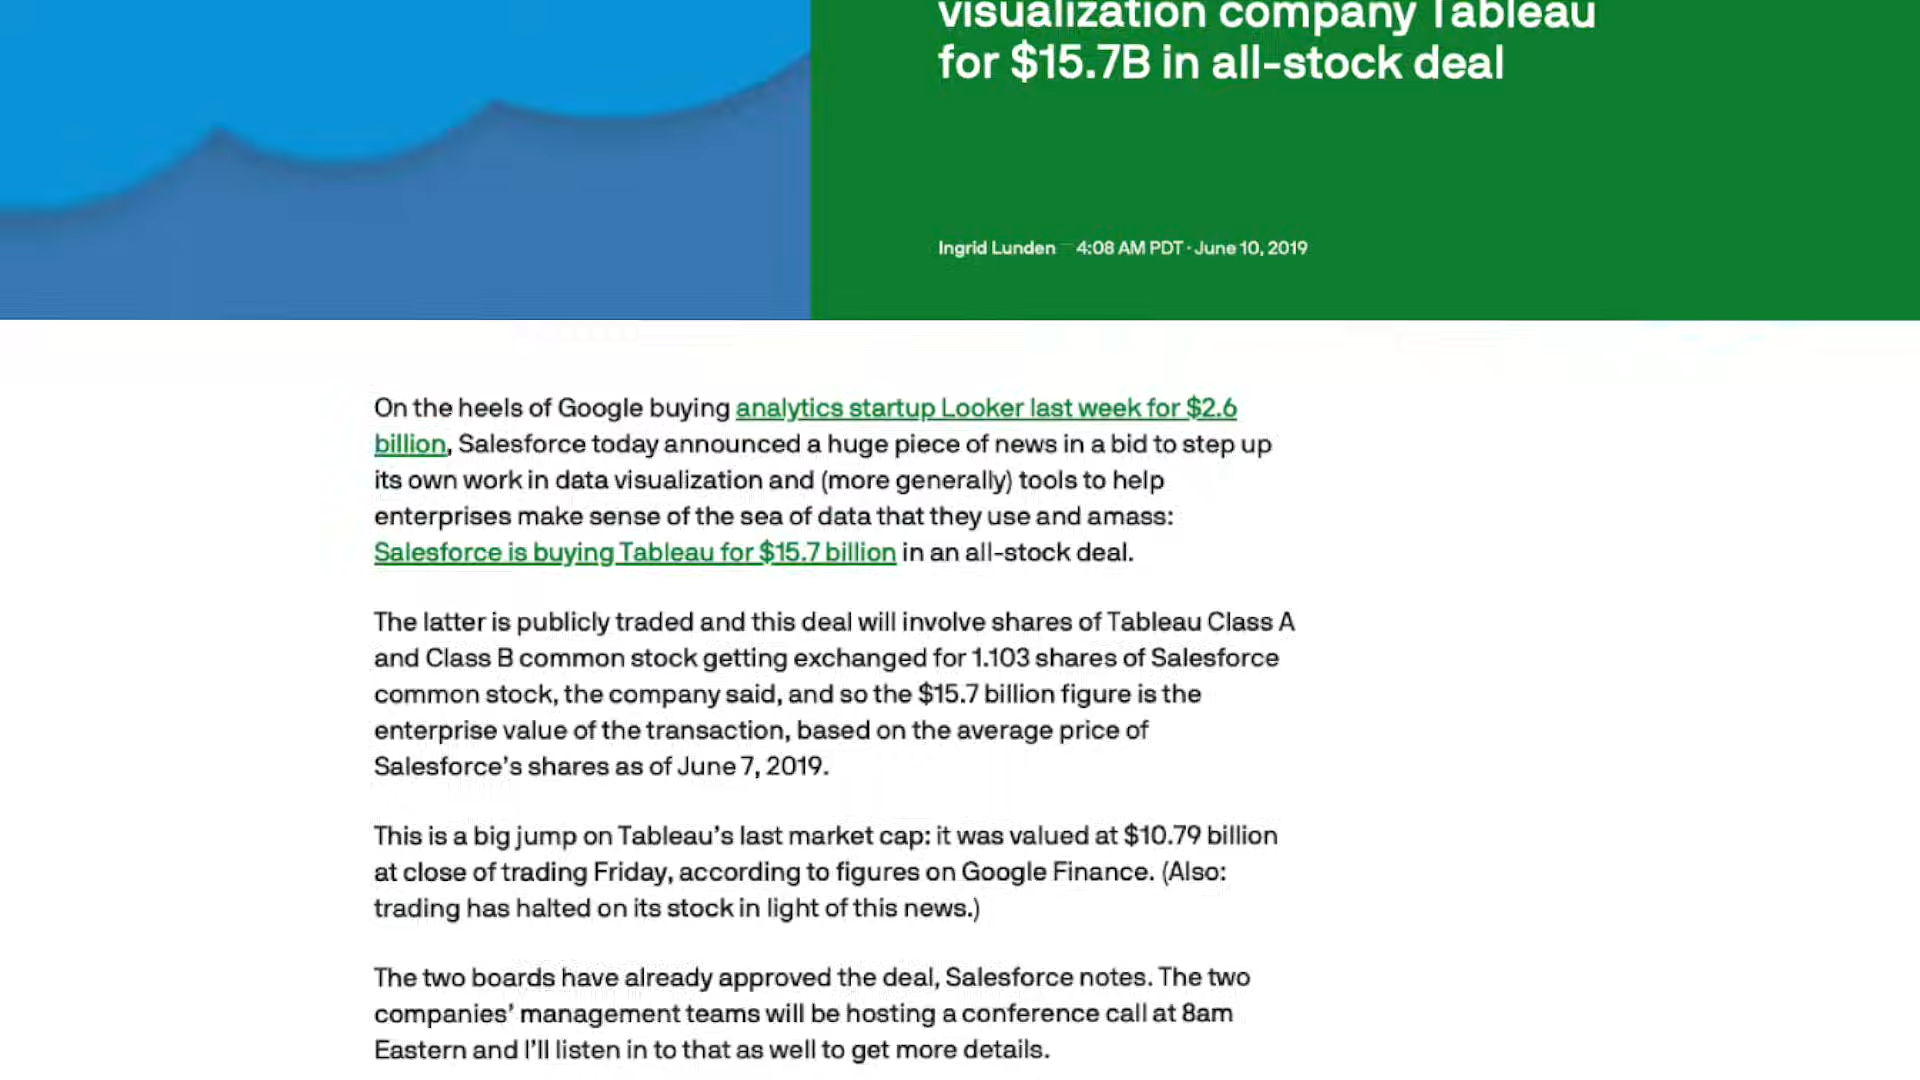 visualization company Tableau
for $15.7B in all-stock deal
Ingrid Lunden — 4:08 AM PDT · June 10, 2019
On the heels of Google buying analytics startup Looker last week for $2.6
billion, Salesforce today announced a huge piece of news in a bid to step up
its own work in data visualization and (more generally) tools to help
enterprises make sense of the sea of data that they use and amass:
Salesforce is buying Tableau for $15.7 billion in an all-stock deal.
The latter is publicly traded and this deal will involve shares of Tableau Class A
and Class B common stock getting exchanged for 1.103 shares of Salesforce
common stock, the company said, and so the $15.7 billion figure is the
enterprise value of the transaction, based on the average price of
Salesforce’s shares as of June 7, 2019.
This is a big jump on Tableau’s last market cap: it was valued at $10.79 billion
at close of trading Friday, according to figures on Google Finance. (Also:
trading has halted on its stock in light of this news.)
The two boards have already approved the deal, Salesforce notes. The two
companies’ management teams will be hosting a conference call at 8am
Eastern and I’ll listen in to that as well to get more details.